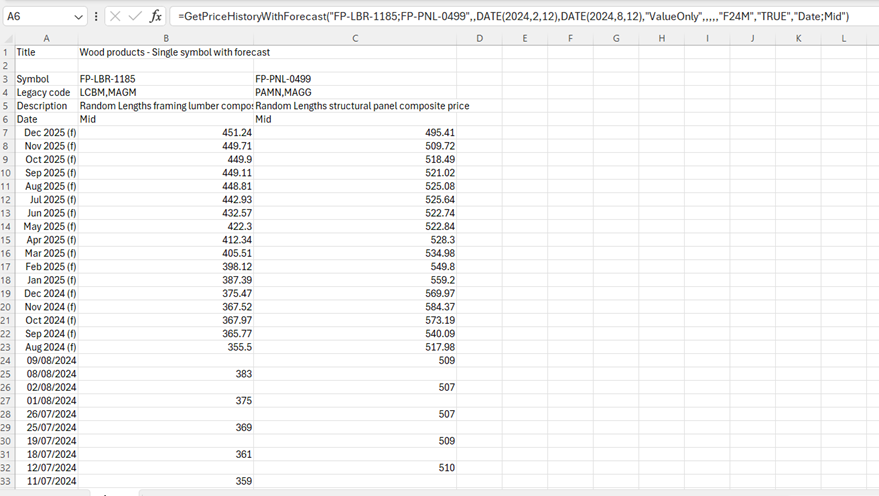 A6 fx =GetPriceHistoryWithForecast("FP-LBR-1185;FP-PNL-0499",,DATE(2024,2,12),DATE(2024,8,12),"ValueOnly",,,,,"F24M","TRUE","Date;Mid")
A B C D E F G H I J K L
1 Title Wood products - Single symbol with forecast
2
3 Symbol FP-LBR-1185 FP-PNL-0499
4 Legacy code LCBM,MAGM PAMN,MAGG
5 Description Random Lengths framing lumber compos Random Lengths structural panel composite price
6 Date Mid Mid
7 Dec 2025 (f) 451.24 495.41
8 Nov 2025 (f) 449.71 509.72
9 Oct 2025 (f) 449.9 518.49
10 Sep 2025 (f) 449.11 521.02
11 Aug 2025 (f) 448.81 525.08
12 Jul 2025 (f) 442.93 525.64
13 Jun 2025 (f) 432.57 522.74
14 May 2025 (f) 422.3 522.84
15 Apr 2025 (f) 412.34 528.3
16 Mar 2025 (f) 405.51 534.98
17 Feb 2025 (f) 398.12 549.8
18 Jan 2025 (f) 387.39 559.2
19 Dec 2024 (f) 375.47 569.97
20 Nov 2024 (f) 367.52 584.37
21 Oct 2024 (f) 367.97 573.19
22 Sep 2024 (f) 365.77 540.09
23 Aug 2024 (f) 355.5 517.98
24 09/08/2024 509
25 08/08/2024 383
26 02/08/2024 507
27 01/08/2024 375
28 26/07/2024 507
29 25/07/2024 369
30 19/07/2024 509
31 18/07/2024 361
32 12/07/2024 510
33 11/07/2024 359